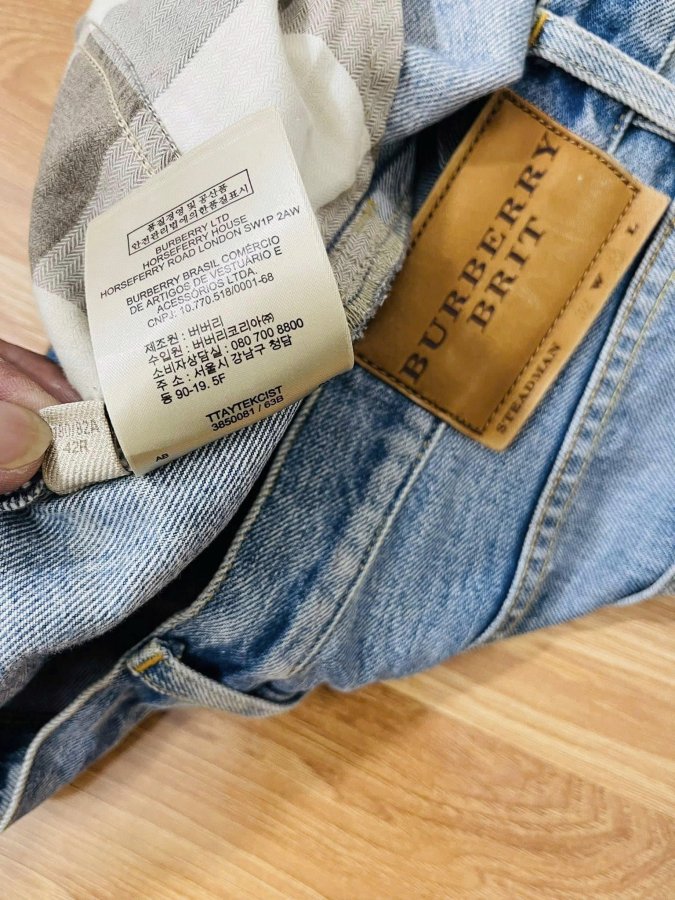 품질경영 및 공산품
안전관리법에의한품질표시
BURBERRY LTD
HORSEFERRY HOUSE
HORSEFERRY ROAD LONDON SW1P 2AW
BURBERRY BRASIL COMÉRCIO
DE ARTIGOS DE VESTUÁRIO E
ACESSÓRIOS LTDA.
CNPJ. 10.770.518/0001-68
제조원 : 버버리
수입원 : 버버리코리아㈜
소비자상담실 : 080 700 8800
주 소 : 서울시 강남구 청담
동 90-19. 5F
TTAYTEKCIST
3850081 / 63B
AB
/82A
42R
BURBERRY
BRIT
STEADMAN
W
L